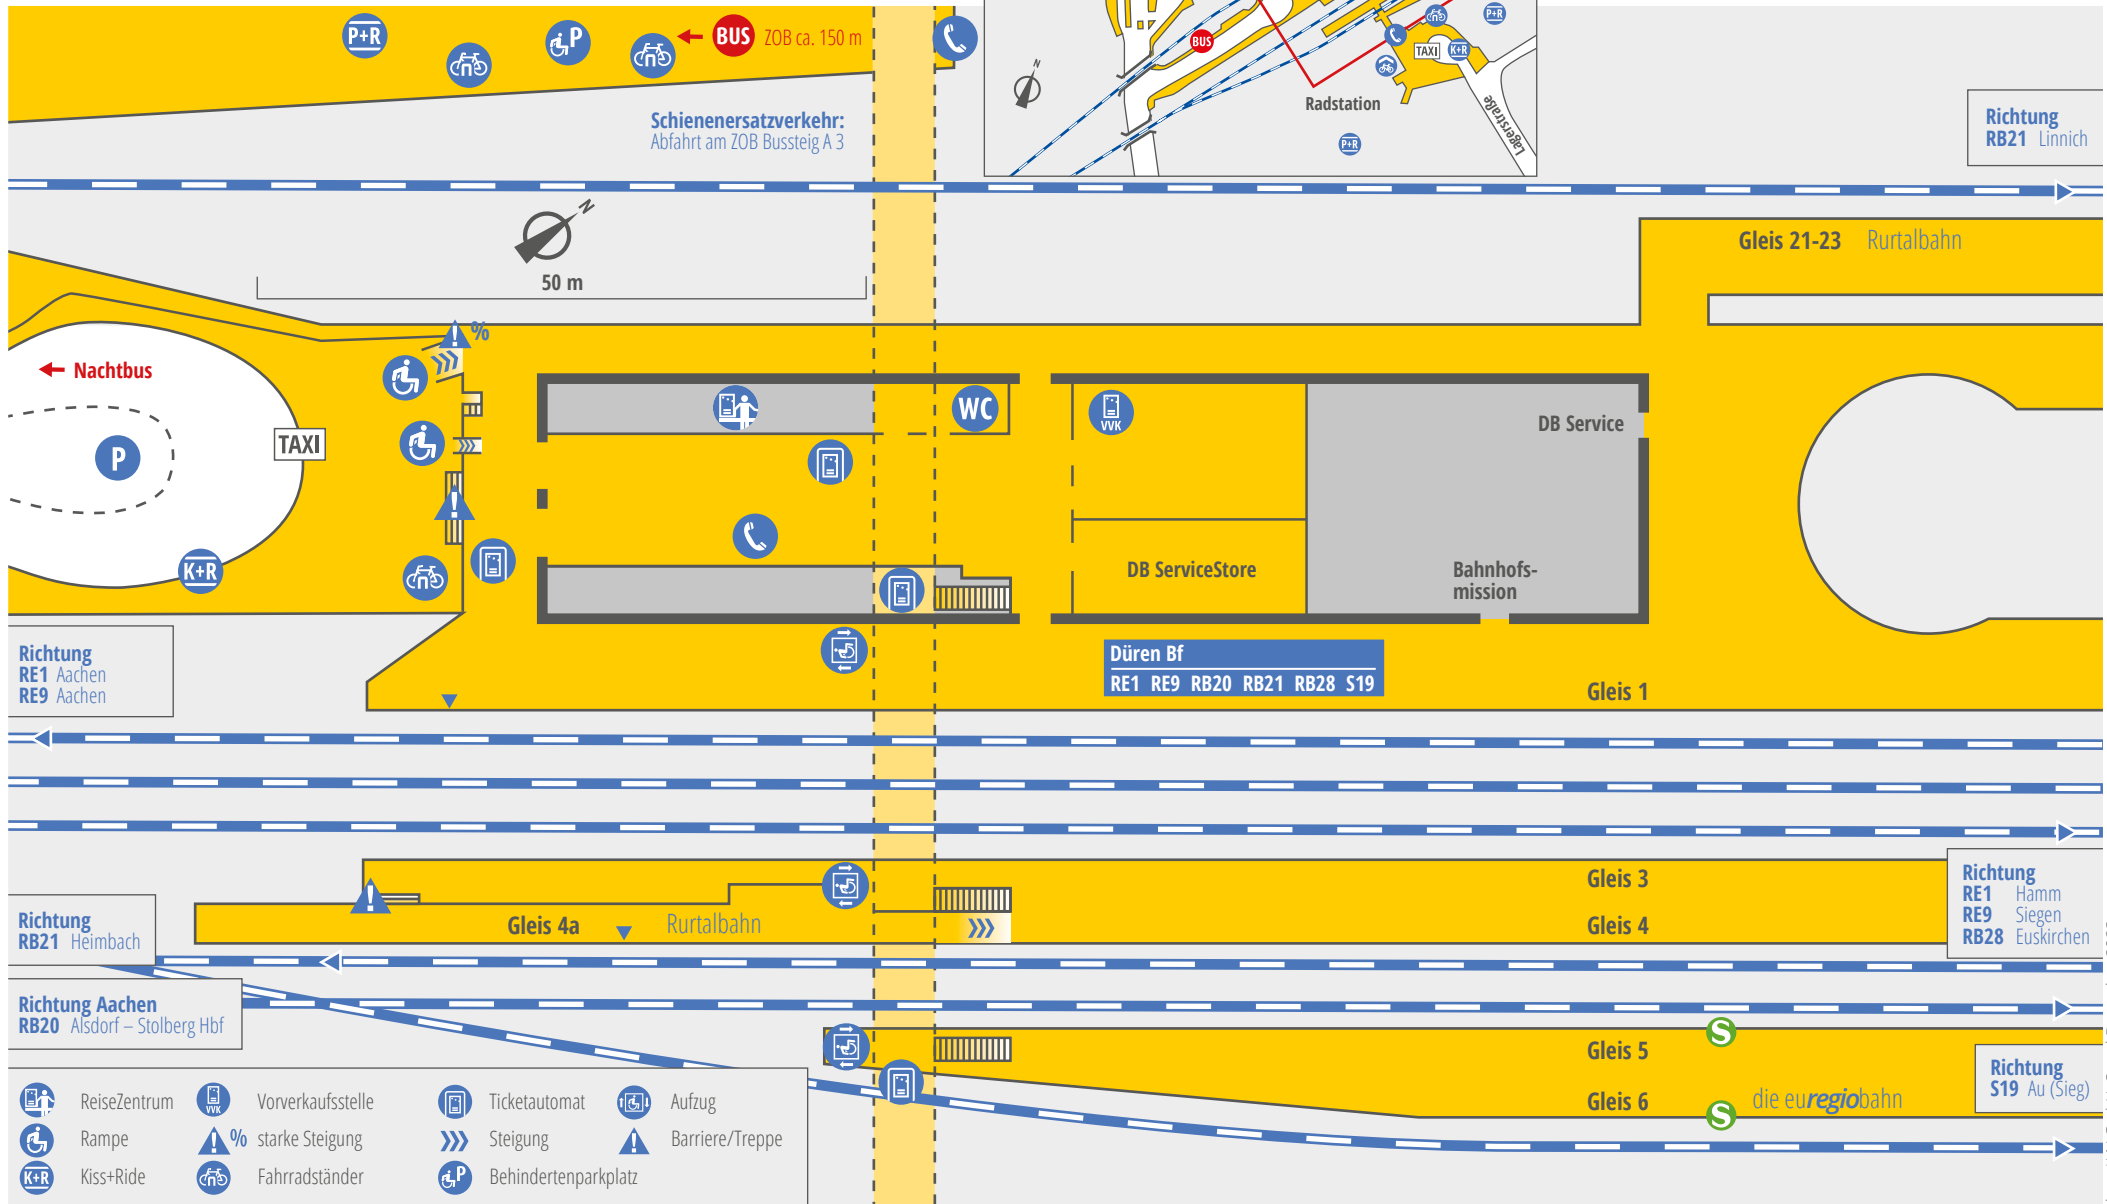 P+R
P
BUS ZOB ca. 150 m
Schienenersatzverkehr:
Abfahrt am ZOB Bussteig A 3
N
BUS
P+R
TAXI
K+R
Radstation
Lagerstraße
P+R
Richtung
RB21 Linnich
N
50 m
Gleis 21-23 Rurtalbahn
%
Nachtbus
P
TAXI
K+R
WC
VVK
DB Service
DB ServiceStore
Bahnhofs-
mission
Richtung
RE1 Aachen
RE9 Aachen
Düren Bf
RE1 RE9 RB20 RB21 RB28 S19
Gleis 1
Gleis 3
Gleis 4a Rurtalbahn
Gleis 4
Richtung
RE1 Hamm
RE9 Siegen
RB28 Euskirchen
Richtung
RB21 Heimbach
Richtung Aachen
RB20 Alsdorf – Stolberg Hbf
S
Gleis 5
Gleis 6
S
die euregiobahn
Richtung
S19 Au (Sieg)
ReiseZentrum
VVK Vorverkaufsstelle
Ticketautomat
Aufzug
Rampe
% starke Steigung
Steigung
Barriere/Treppe
K+R Kiss+Ride
Fahrradständer
P Behindertenparkplatz